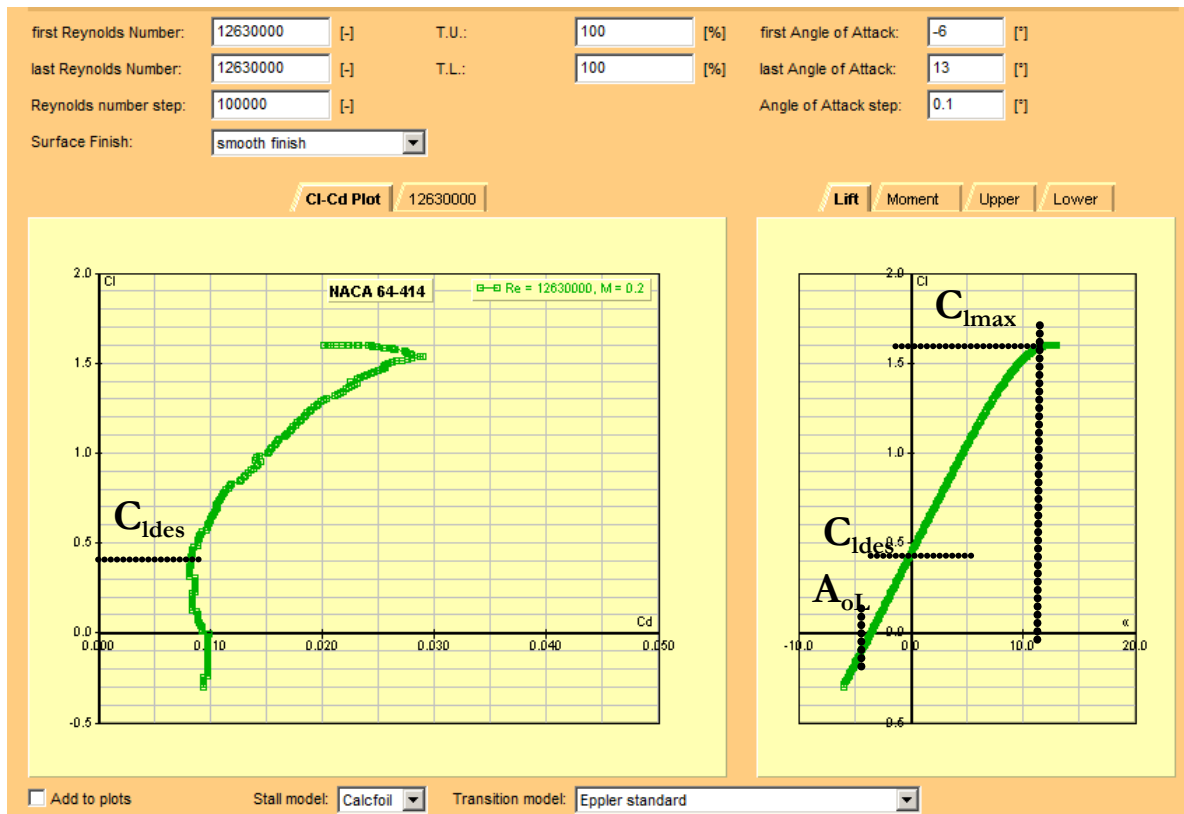 first Reynolds Number: 12630000 [-] T.U.: 100 [%] first Angle of Attack: -6 [°]
last Reynolds Number: 12630000 [-] T.L.: 100 [%] last Angle of Attack: 13 [°]
Reynolds number step: 100000 [-] Angle of Attack step: 0.1 [°]
Surface Finish: smooth finish
Cl-Cd Plot 12630000
Lift Moment Upper Lower
2.0 Cl
NACA 64-414 Re = 12630000, M = 0.2
1.5
1.0
Cldes
0.5
0.0 Cd
0.000 0.010 0.020 0.030 0.040 0.050
-0.5
2.0 Cl
Clmax
1.5
1.0
0.5
Cldes
AoL
0.0 α
-10.0 0.0 10.0 20.0
-0.5
Add to plots Stall model: Calcfoil Transition model: Eppler standard